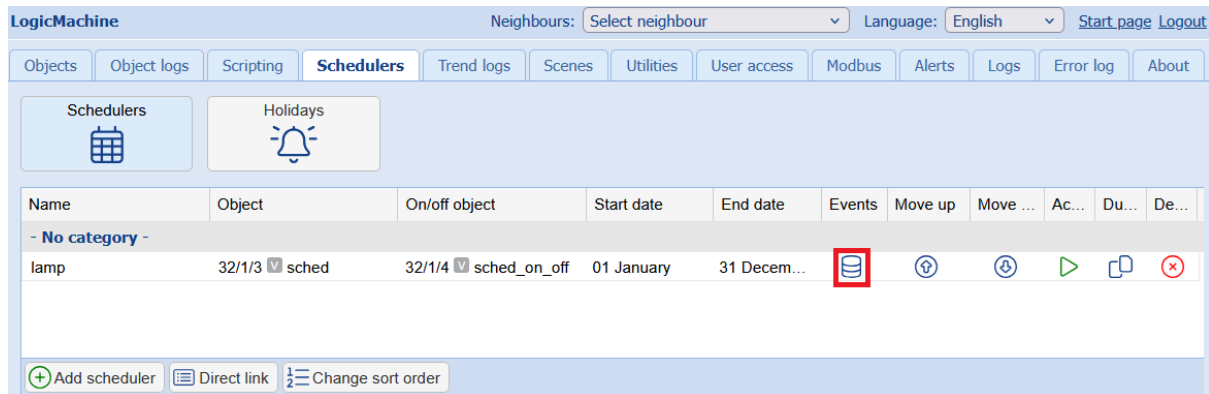 LogicMachine Neighbours: Select neighbour Language: English Start page Logout
Objects Object logs Scripting Schedulers Trend logs Scenes Utilities User access Modbus Alerts Logs Error log About
Schedulers Holidays
Name Object On/off object Start date End date Events Move up Move ... Ac... Du... De...
- No category -
lamp 32/1/3 V sched 32/1/4 V sched_on_off 01 January 31 Decem...
Add scheduler Direct link 1 2 Change sort order